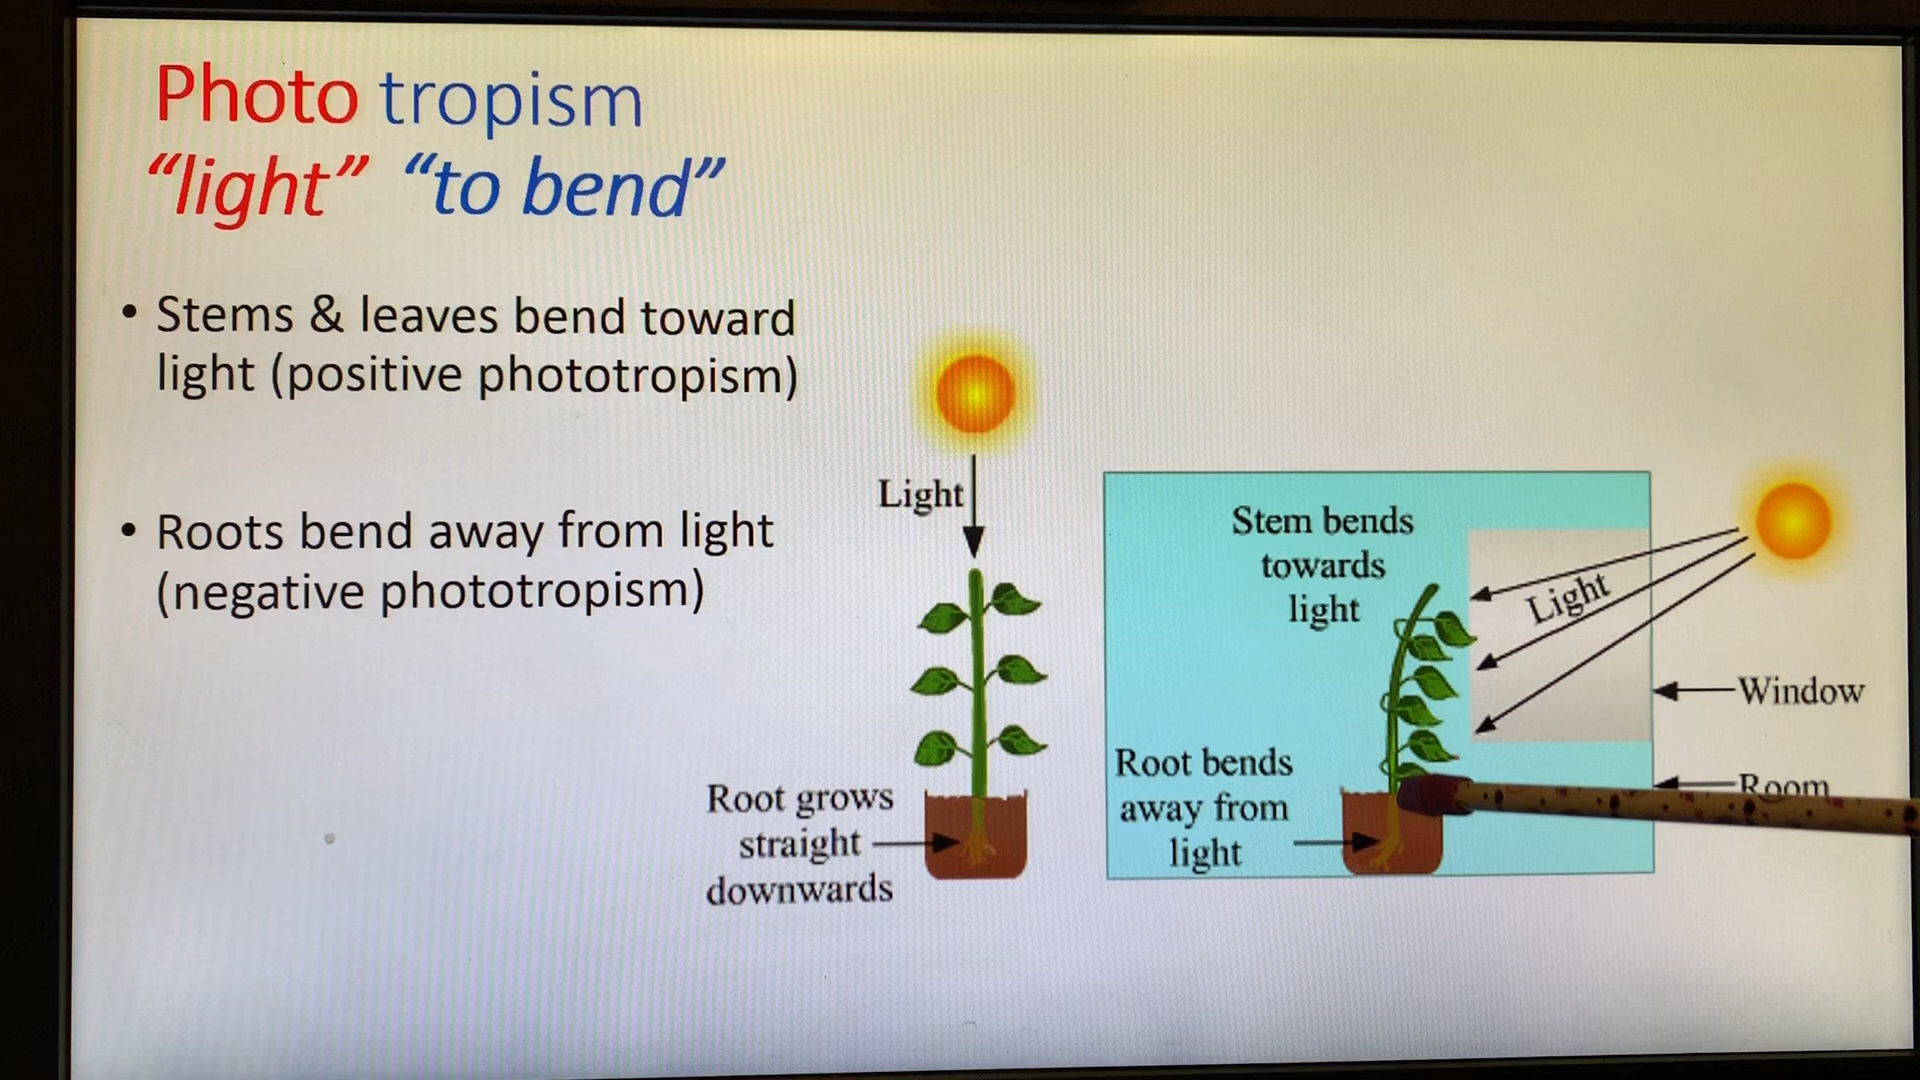 Photo tropism
“light” “to bend”
• Stems & leaves bend toward
light (positive phototropism)
• Roots bend away from light
(negative phototropism)
Light
Root grows
straight
downwards
Stem bends
towards
light
Light
Root bends
away from
light
Window
Room